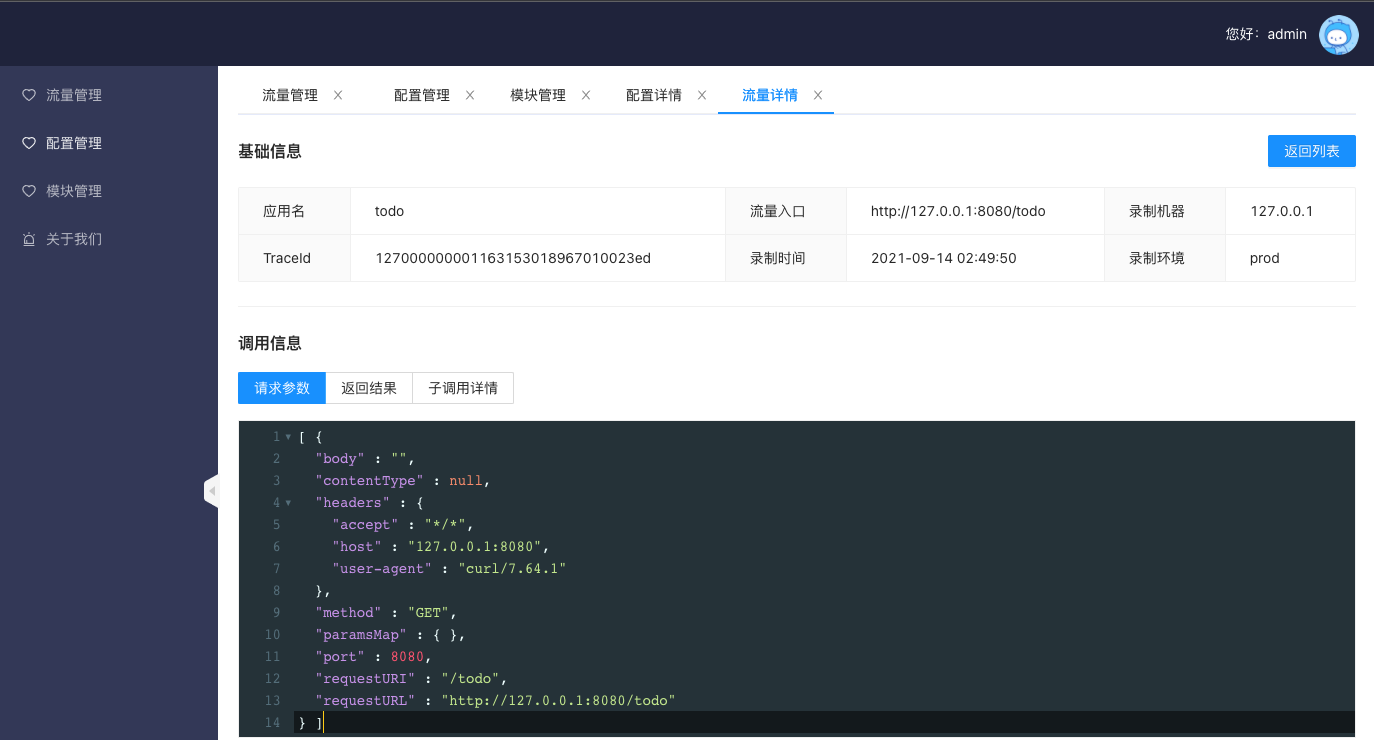 您好：admin
流量管理
配置管理
模块管理
关于我们
流量管理 配置管理 模块管理 配置详情 流量详情
基础信息 返回列表
应用名 todo 流量入口 http://127.0.0.1:8080/todo 录制机器 127.0.0.1
TraceId 127000000001163153018967010023ed 录制时间 2021-09-14 02:49:50 录制环境 prod
调用信息
请求参数 返回结果 子调用详情
1 [ {
2 "body" : "",
3 "contentType" : null,
4 "headers" : {
5 "accept" : "*/*",
6 "host" : "127.0.0.1:8080",
7 "user-agent" : "curl/7.64.1"
8 },
9 "method" : "GET",
10 "paramsMap" : { },
11 "port" : 8080,
12 "requestURI" : "/todo",
13 "requestURL" : "http://127.0.0.1:8080/todo"
14 } ]